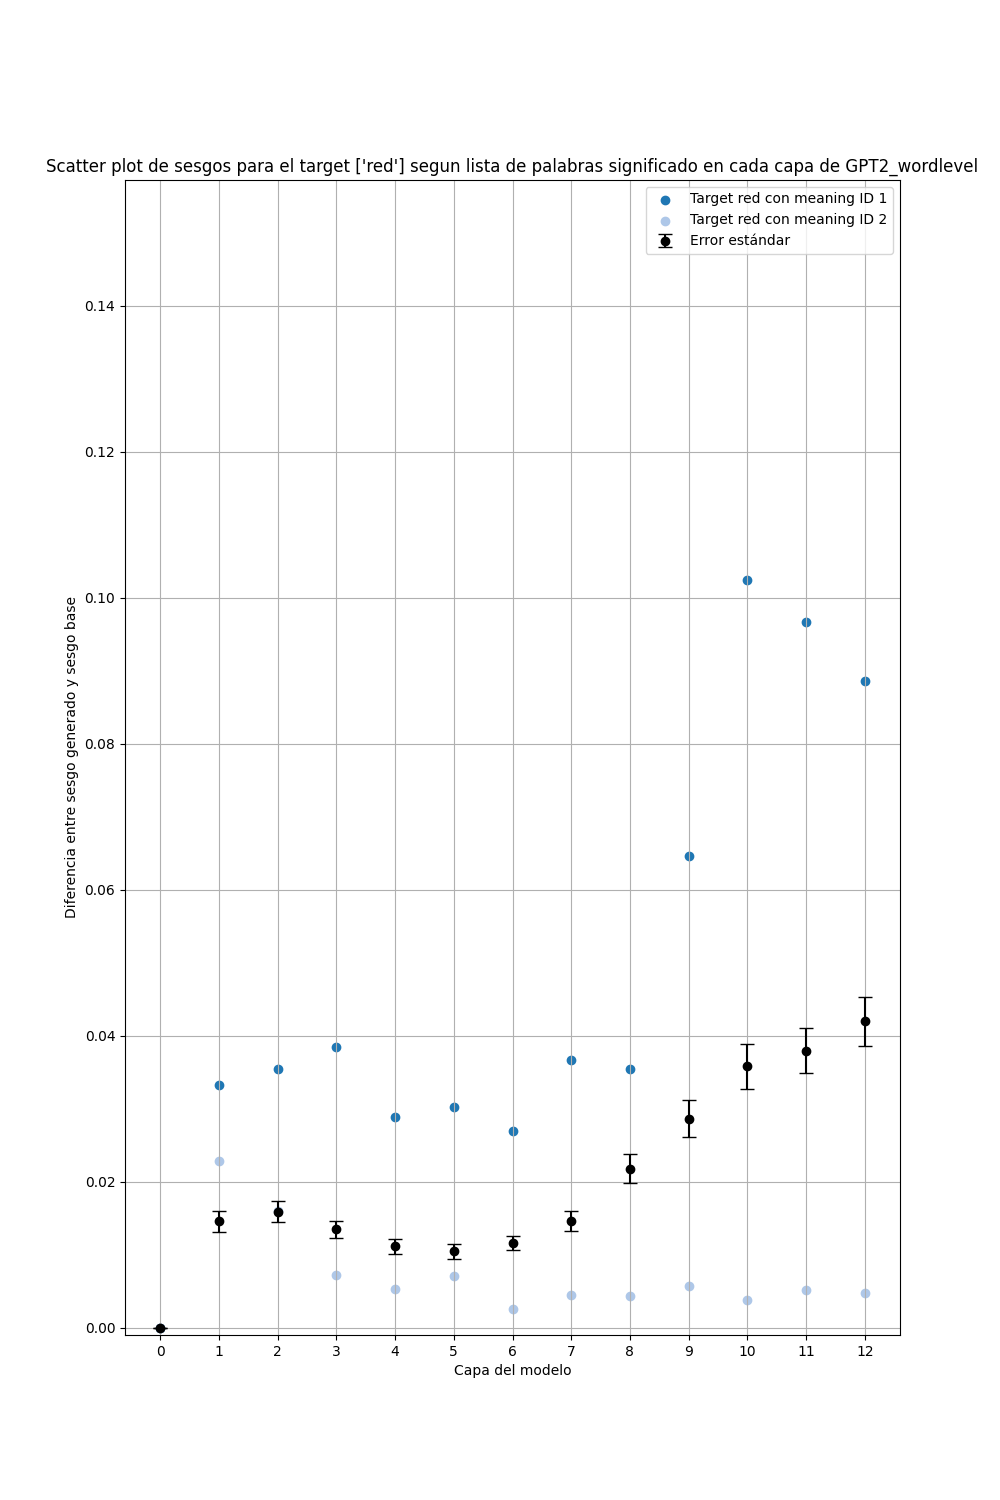 Scatter plot de sesgos para el target ['red'] segun lista de palabras significado en cada capa de GPT2_wordlevel
Target red con meaning ID 1
Target red con meaning ID 2
Error estándar
0.14
0.12
0.10
0.08
0.06
0.04
0.02
0.00
Diferencia entre sesgo generado y sesgo base
0 1 2 3 4 5 6 7 8 9 10 11 12
Capa del modelo